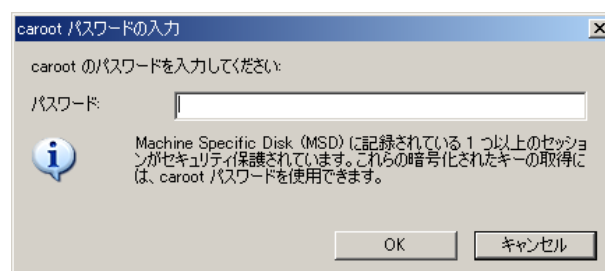 caroot パスワードの入力
caroot のパスワードを入力してください:
パスワード:
Machine Specific Disk (MSD) に記録されている 1 つ以上のセッショ
ンがセキュリティ保護されています。これらの暗号化されたキーの取得に
は、caroot パスワードを使用できます。
OK
キャンセル